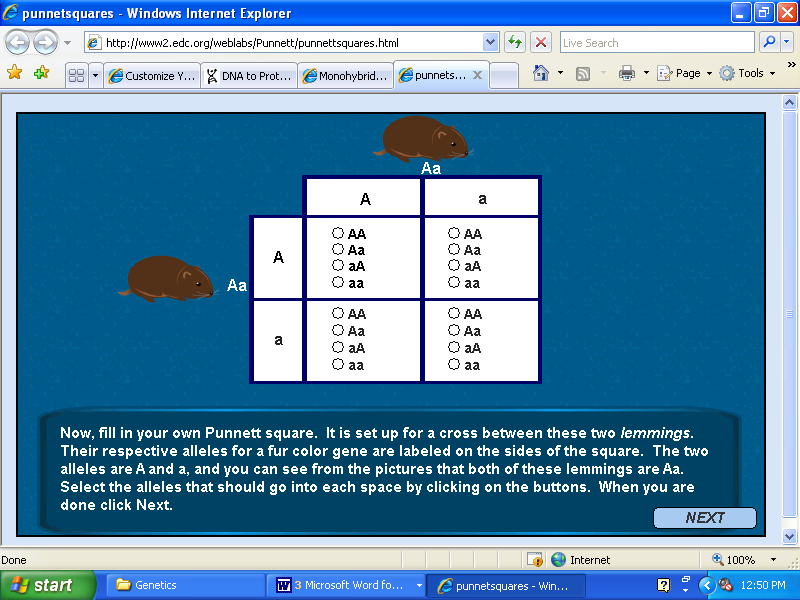 punnetsquares - Windows Internet Explorer
http://www2.edc.org/weblabs/Punnett/punnettsquares.html
Live Search
Customize Y...
DNA to Prot...
Monohybrid...
punnets...
Page
Tools
Aa
A a
A
AA AA
Aa Aa
aA aA
aa aa
Aa
a
AA AA
Aa Aa
aA aA
aa aa
Now, fill in your own Punnett square. It is set up for a cross between these two lemmings.
Their respective alleles for a fur color gene are labeled on the sides of the square. The two
alleles are A and a, and you can see from the pictures that both of these lemmings are Aa.
Select the alleles that should go into each space by clicking on the buttons. When you are
done click Next.
NEXT
Done
Internet
100%
start
Genetics
3 Microsoft Word fo...
punnetsquares - Win...
12:50 PM